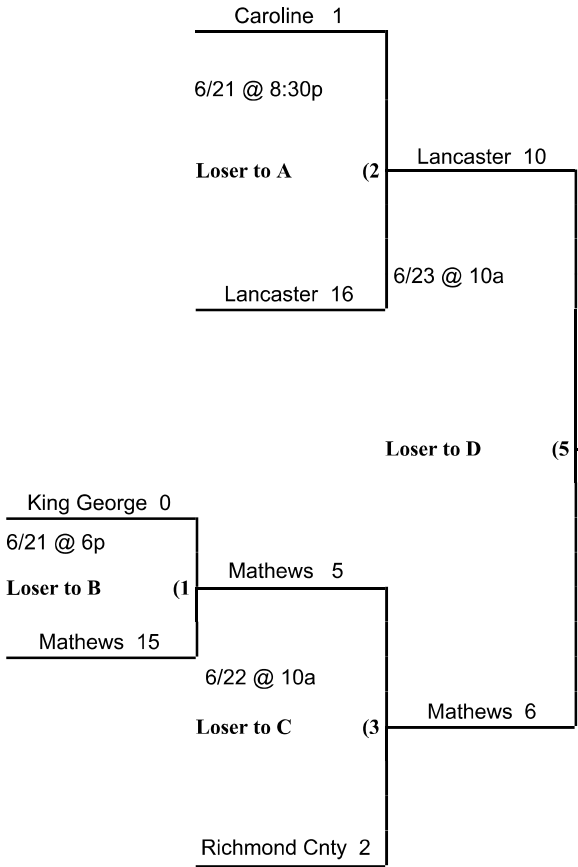 Caroline 1
6/21 @ 8:30p
Lancaster 10
Loser to A (2
6/23 @ 10a
Lancaster 16
Loser to D (5
King George 0
6/21 @ 6p
Mathews 5
Loser to B (1
Mathews 15
6/22 @ 10a
Mathews 6
Loser to C (3
Richmond Cnty 2